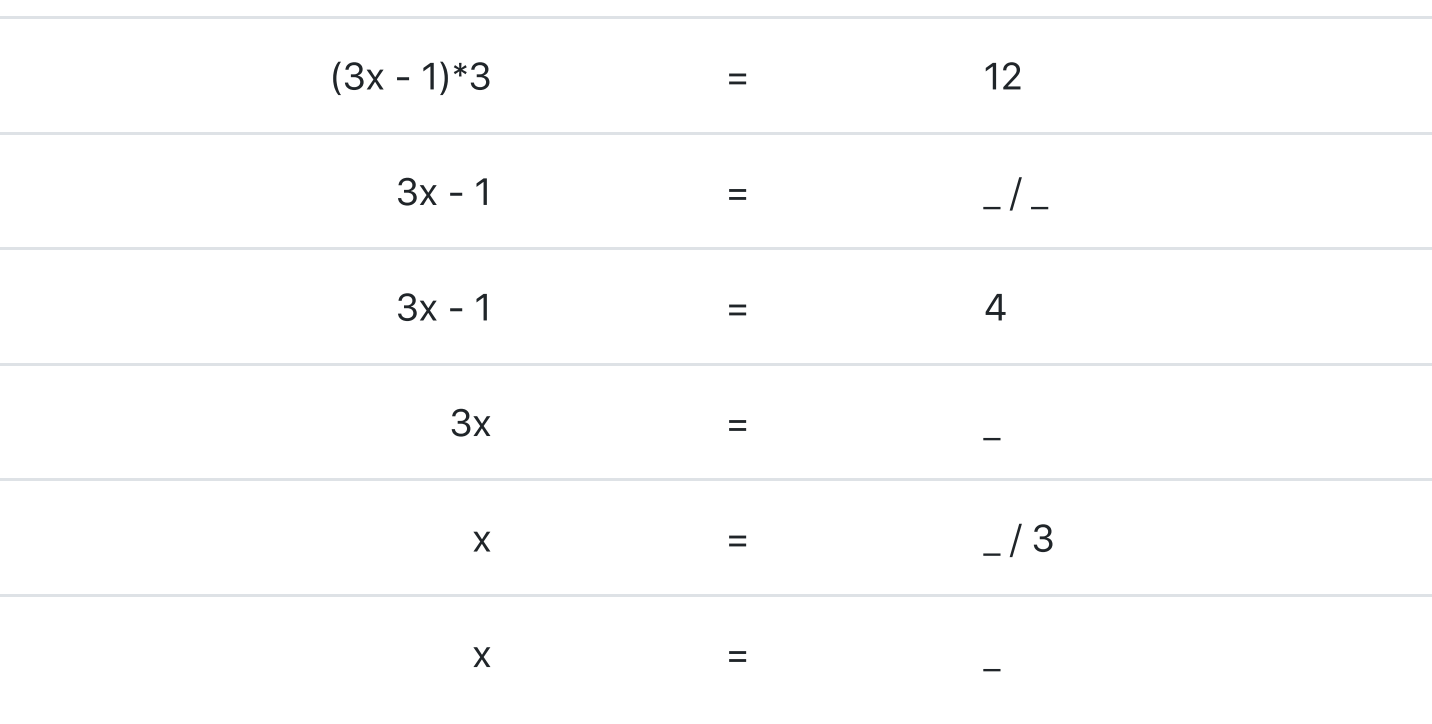 (3x - 1)*3 = 12
3x - 1 = _ / _
3x - 1 = 4
3x = _
x = _ / 3
x = _